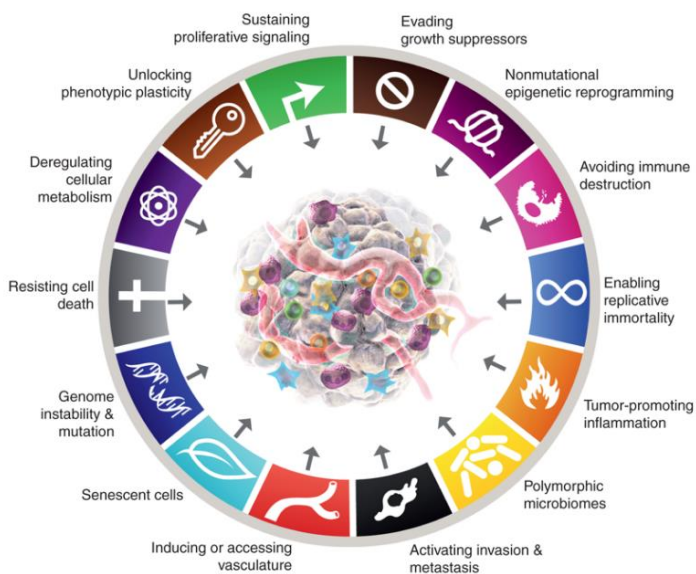 Sustaining
proliferative signaling
Evading
growth suppressors
Nonmutational
epigenetic reprogramming
Avoiding immune
destruction
Enabling
replicative
immortality
Tumor-promoting
inflammation
Polymorphic
microbiomes
Activating invasion &
metastasis
Inducing or accessing
vasculature
Senescent cells
Genome
instability &
mutation
Resisting cell
death
Deregulating
cellular
metabolism
Unlocking
phenotypic plasticity